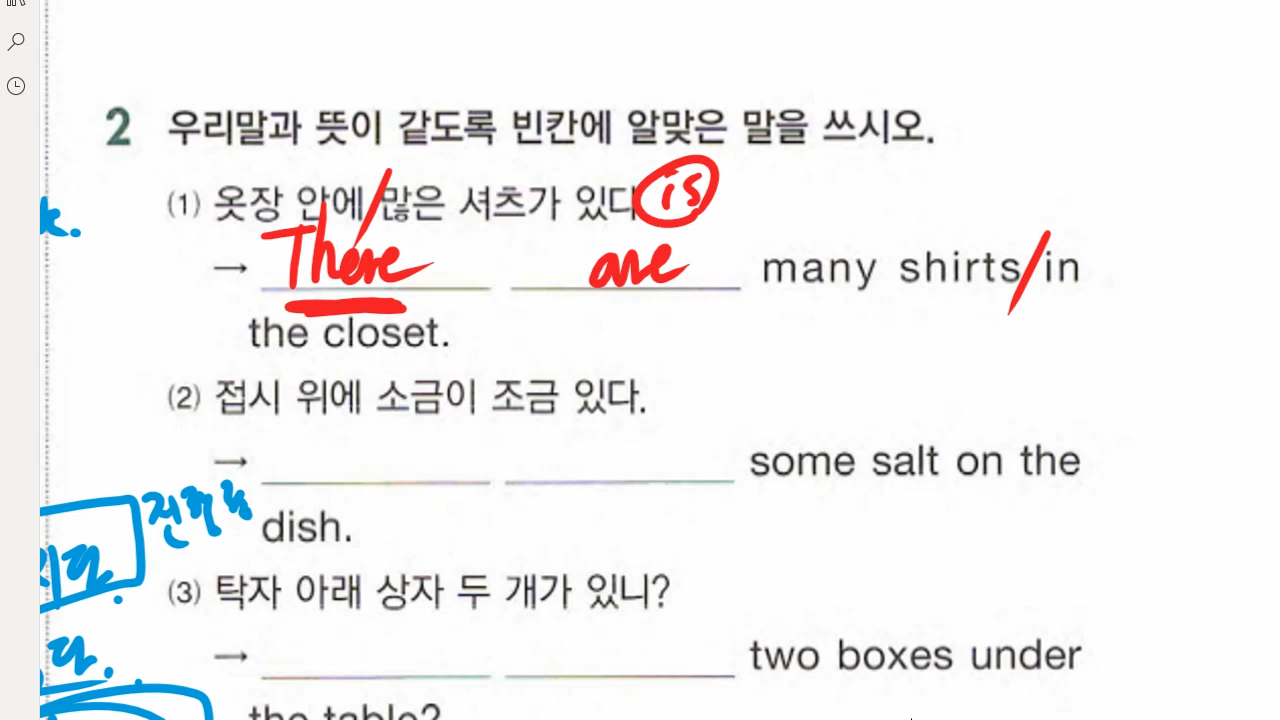 2 우리말과 뜻이 같도록 빈칸에 알맞은 말을 쓰시오.
(1) 옷장 안에/많은 셔츠가 있다 is
→ There are many shirts/in
k.
the closet.
(2) 접시 위에 소금이 조금 있다.
→ some salt on the
dish.
(3) 탁자 아래 상자 두 개가 있니?
다.
→ two boxes under
the table?